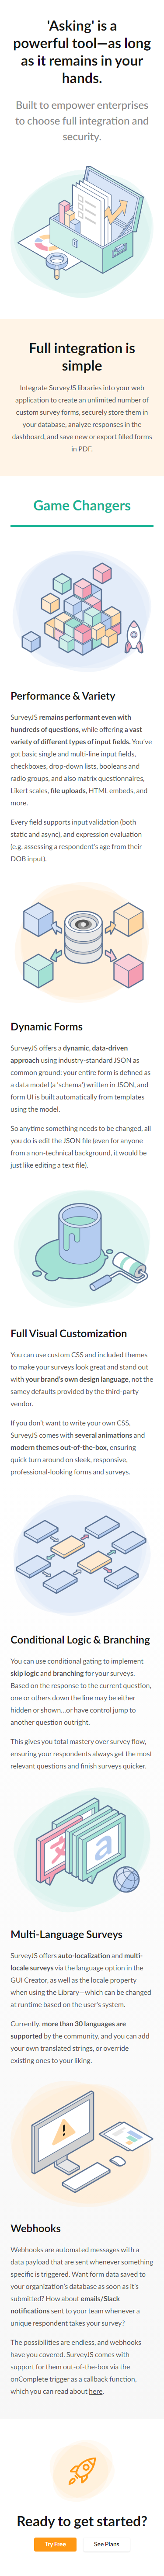 'Asking' is a
powerful tool—as long
as it remains in your
hands.
Built to empower enterprises
to choose full integration and
security.
Full integration is
simple
Integrate SurveyJS libraries into your web
application to create an unlimited number of
custom survey forms, securely store them in
your database, analyze responses in the
dashboard, and save new or export filled forms
in PDF.
Game Changers
Performance & Variety
SurveyJS remains performant even with
hundreds of questions, while offering a vast
variety of different types of input fields. You've
got basic single and multi-line input fields,
checkboxes, drop-down lists, booleans and
radio groups, and also matrix questionnaires,
Likert scales, file uploads, HTML embeds, and
more.
Every field supports input validation (both
static and async), and expression evaluation
(e.g. assessing a respondent's age from their
DOB input).
Dynamic Forms
SurveyJS offers a dynamic, data-driven
approach using industry-standard JSON as
common ground: your entire form is defined as
a data model (a 'schema') written in JSON, and
form UI is built automatically from templates
using the model.
So anytime something needs to be changed, all
you do is edit the JSON file (even for anyone
from a non-technical background, it would be
just like editing a text file).
Full Visual Customization
You can use custom CSS and included themes
to make your surveys look great and stand out
with your brand's own design language, not the
samey defaults provided by the third-party
vendor.
If you don't want to write your own CSS,
SurveyJS comes with several animations and
modern themes out-of-the-box, ensuring
quick turn around on sleek, responsive,
professional-looking forms and surveys.
Conditional Logic & Branching
You can use conditional gating to implement
skip logic and branching for your surveys.
Based on the response to the current question,
one or others down the line may be either
hidden or shown...or have control jump to
another question outright.
This gives you total mastery over survey flow,
ensuring your respondents always get the most
relevant questions and finish surveys quicker.
a
Multi-Language Surveys
SurveyJS offers auto-localization and multi-
locale surveys via the language option in the
GUI Creator, as well as the locale property
when using the Library—which can be changed
at runtime based on the user's system.
Currently, more than 30 languages are
supported by the community, and you can add
your own translated strings, or override
existing ones to your liking.
Webhooks
Webhooks are automated messages with a
data payload that are sent whenever something
specific is triggered. Want form data saved to
your organization's database as soon as it's
submitted? How about emails/Slack
notifications sent to your team whenever a
unique respondent takes your survey?
The possibilities are endless, and webhooks
have you covered. SurveyJS comes with
support for them out-of-the-box via the
onComplete trigger as a callback function,
which you can read about here.
Ready to get started?
Try Free
See Plans